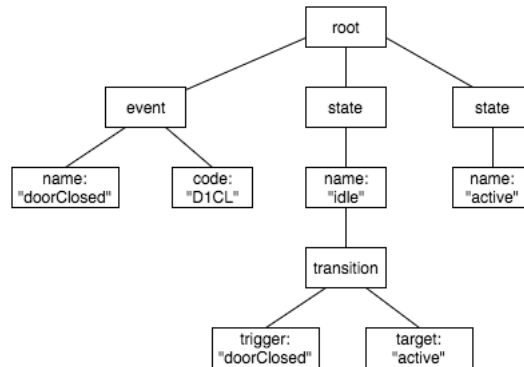 root
event
state
state
name:
"doorClosed"
code:
"D1CL"
name:
"idle"
name:
"active"
transition
trigger:
"doorClosed"
target:
"active"